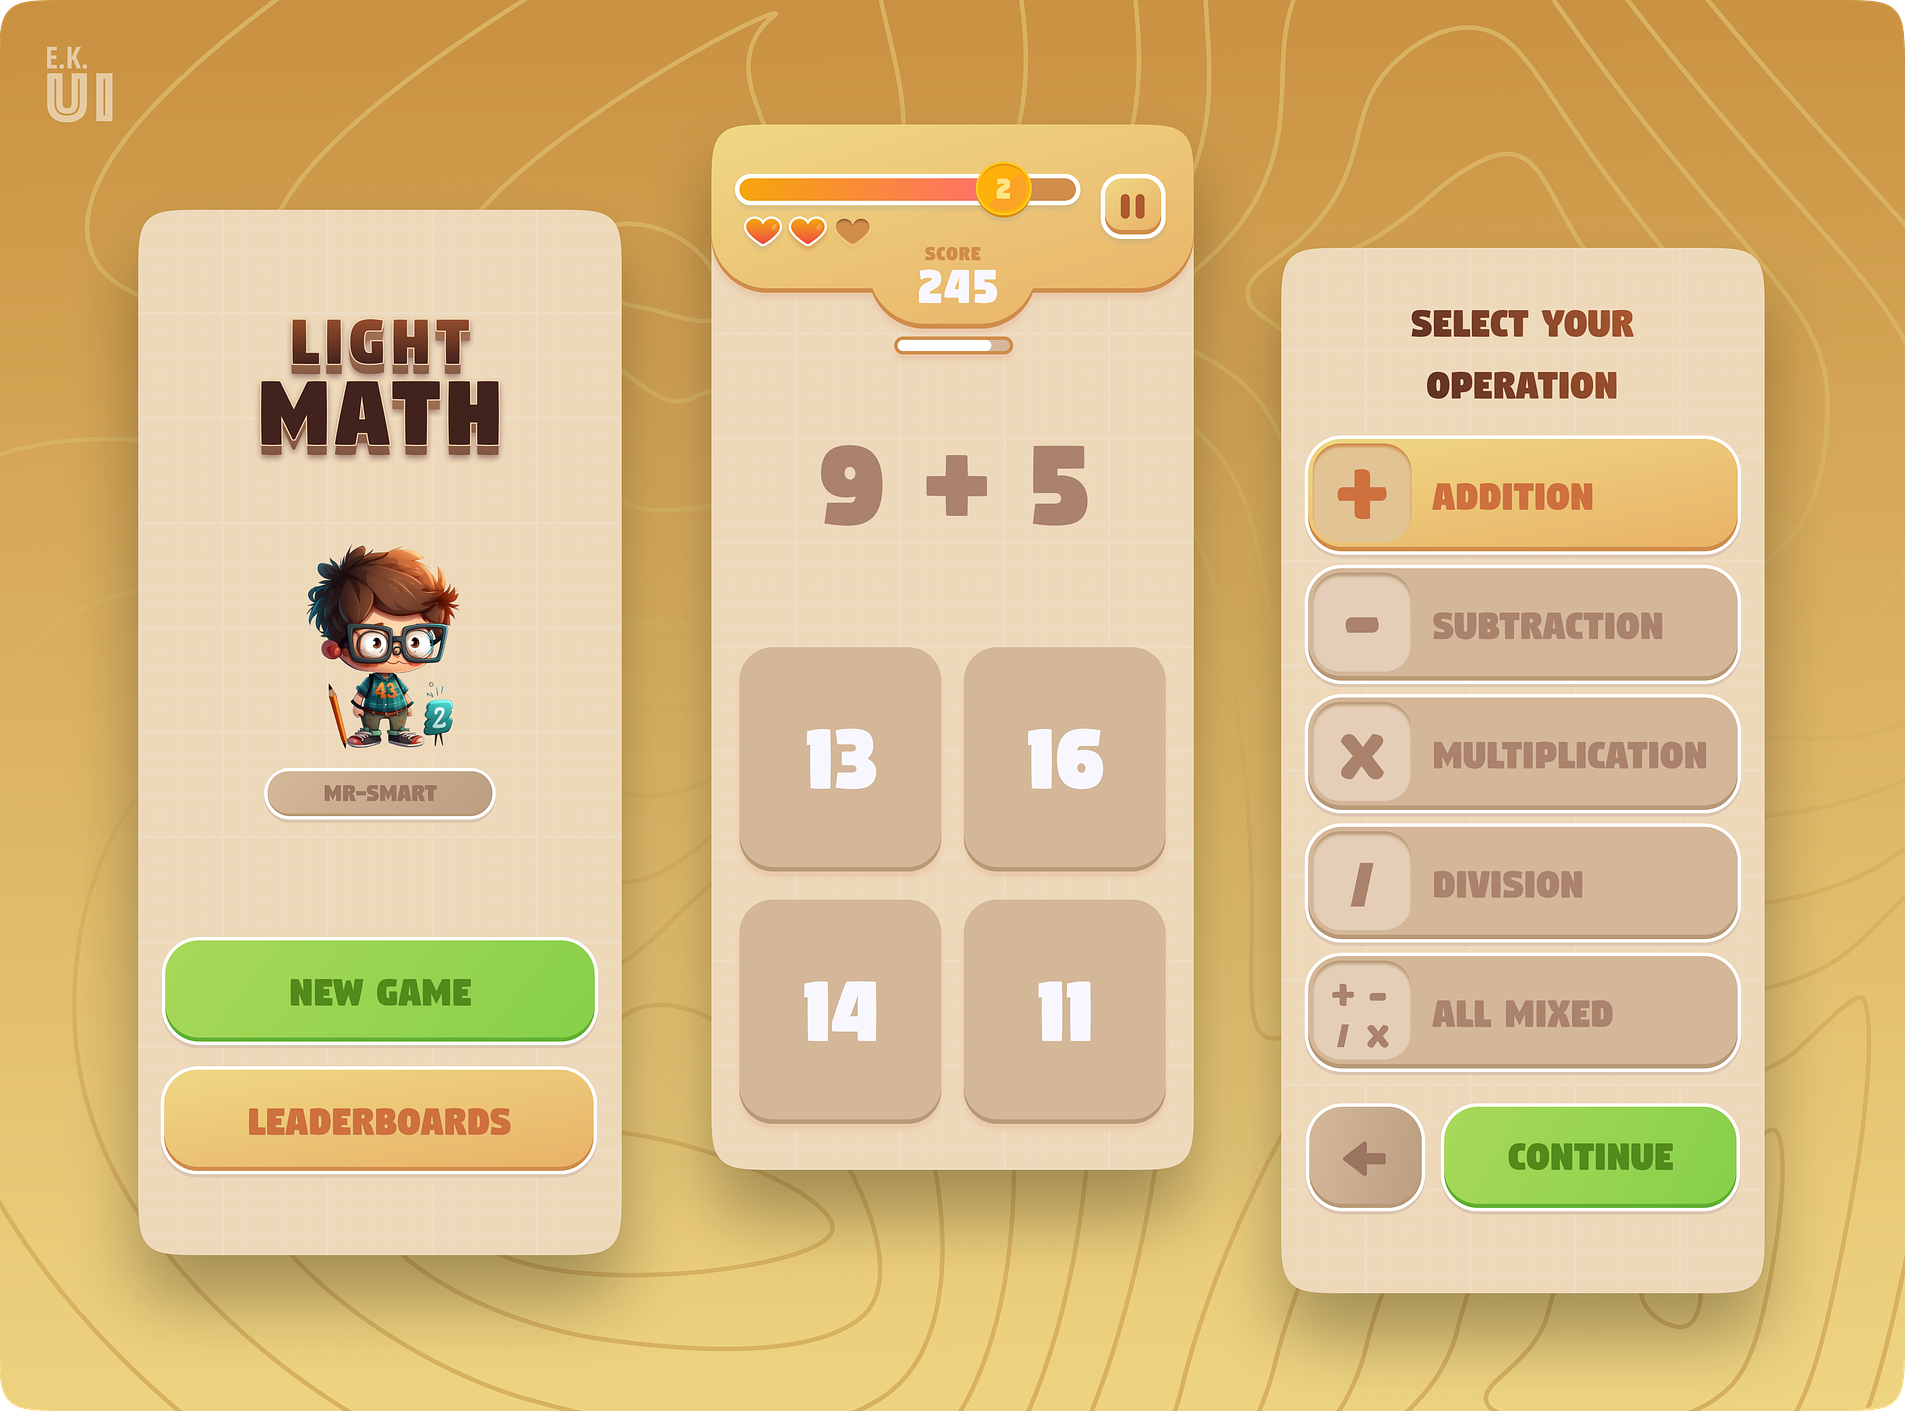 E.K.
UI
LIGHT
MATH
43
2
MR-SMART
NEW GAME
LEADERBOARDS
2
SCORE
245
9 + 5
13
16
14
11
SELECT YOUR
OPERATION
+ ADDITION
- SUBTRACTION
X MULTIPLICATION
/ DIVISION
+ -
/ x
ALL MIXED
CONTINUE